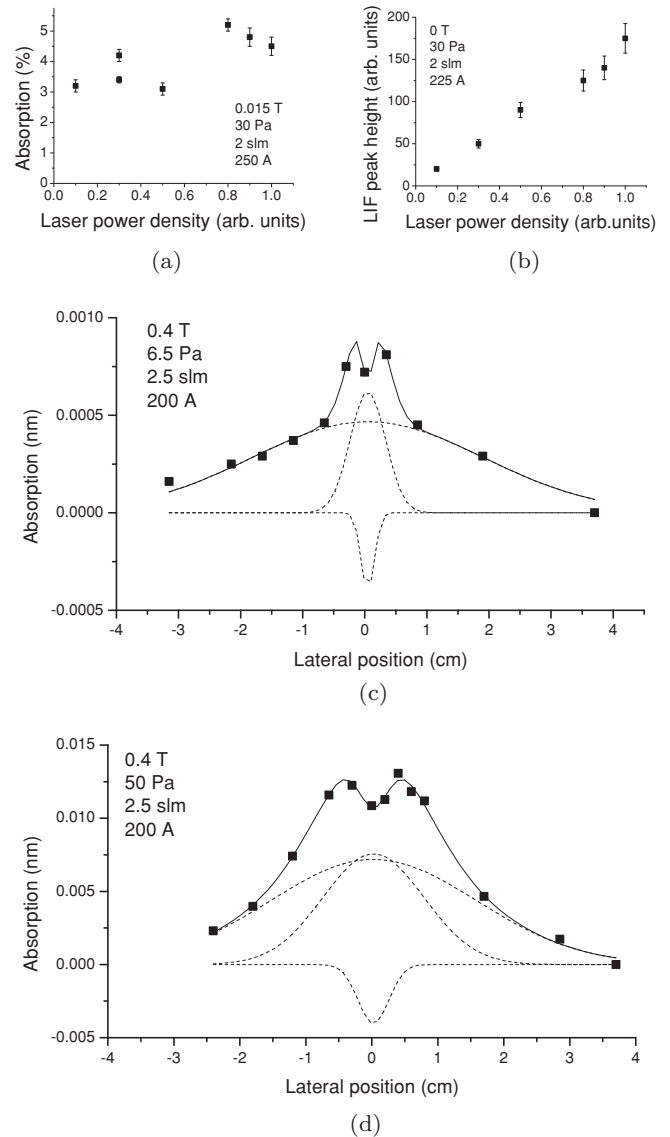 Absorption (%)
5
4
3
2
1
0
0.015 T
30 Pa
2 slm
250 A
0.0 0.2 0.4 0.6 0.8 1.0
Laser power density (arb. units)
(a)
LIF peak height (arb. units)
200
150
100
50
0
0 T
30 Pa
2 slm
225 A
0.0 0.2 0.4 0.6 0.8 1.0
Laser power density (arb.units)
(b)
Absorption (nm)
0.0010
0.0005
0.0000
-0.0005
0.4 T
6.5 Pa
2.5 slm
200 A
-4 -3 -2 -1 0 1 2 3 4
Lateral position (cm)
(c)
Absorption (nm)
0.015
0.010
0.005
0.000
-0.005
0.4 T
50 Pa
2.5 slm
200 A
-4 -3 -2 -1 0 1 2 3 4
Lateral position (cm)
(d)